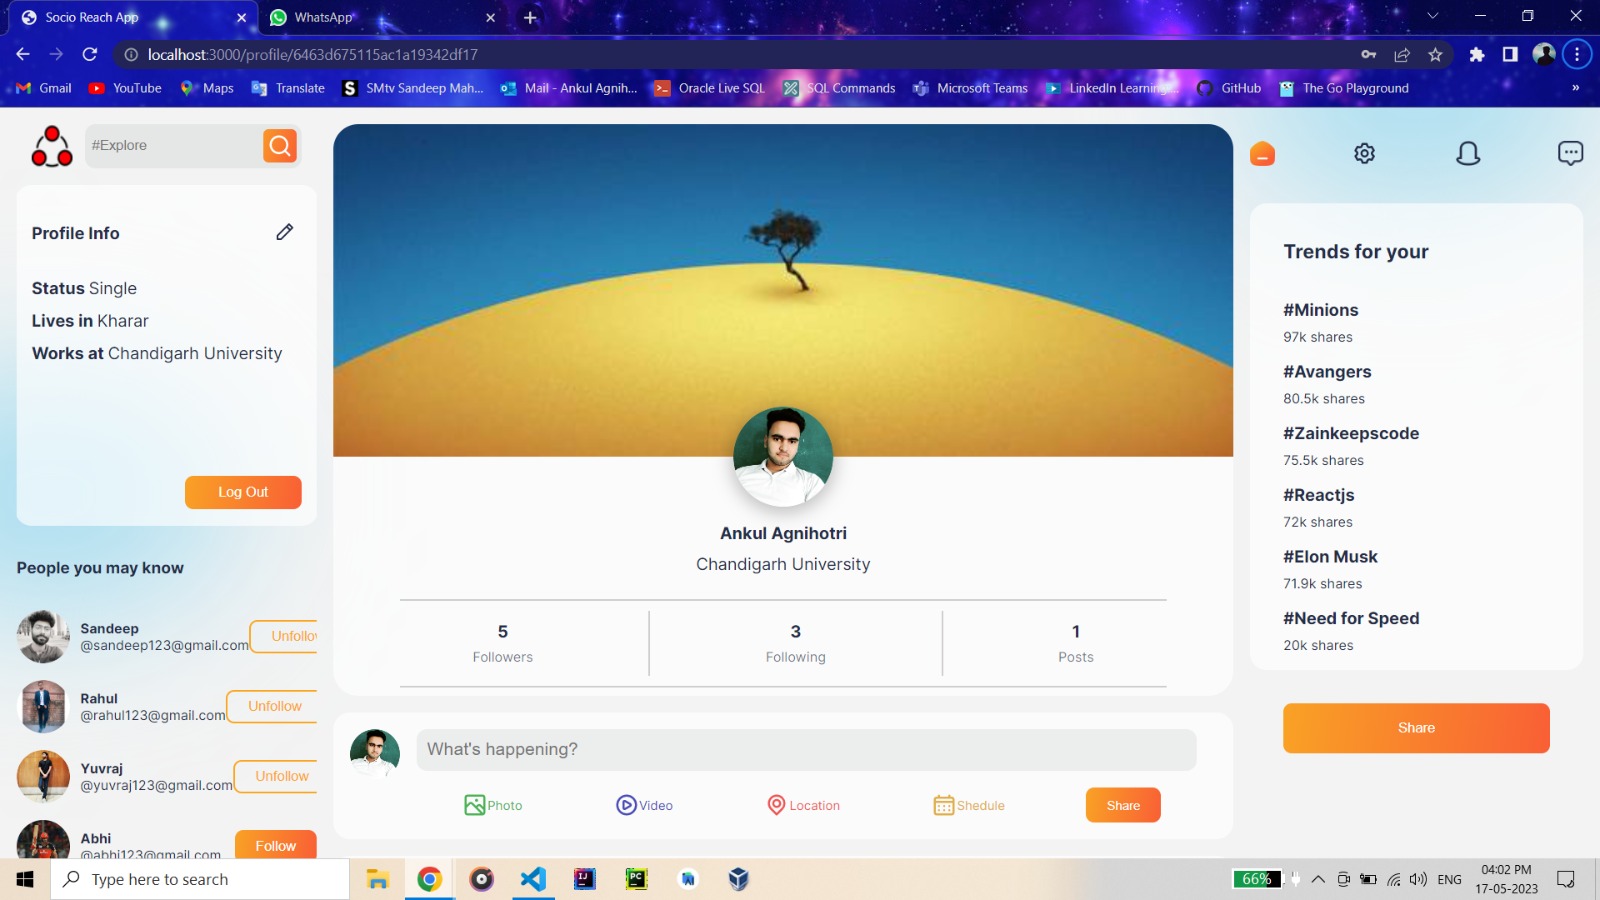 Socio Reach App
WhatsApp
localhost:3000/profile/6463d675115ac1a19342df17
Gmail
YouTube
Maps
Translate
SMtv Sandeep Mah...
Mail - Ankul Agnih...
Oracle Live SQL
SQL Commands
Microsoft Teams
LinkedIn Learning...
GitHub
The Go Playground
»
#Explore
Profile Info
Status Single
Lives in Kharar
Works at Chandigarh University
Log Out
People you may know
Sandeep
@sandeep123@gmail.com
Unfollow
Rahul
@rahul123@gmail.com
Unfollow
Yuvraj
@yuvraj123@gmail.com
Unfollow
Abhi
@abhi123@gmail.com
Follow
Ankul Agnihotri
Chandigarh University
5
Followers
3
Following
1
Posts
What's happening?
Photo
Video
Location
Shedule
Share
Trends for your
#Minions
97k shares
#Avangers
80.5k shares
#Zainkeepscode
75.5k shares
#Reactjs
72k shares
#Elon Musk
71.9k shares
#Need for Speed
20k shares
Share
Type here to search
IJ
PC
66%
ENG
04:02 PM
17-05-2023